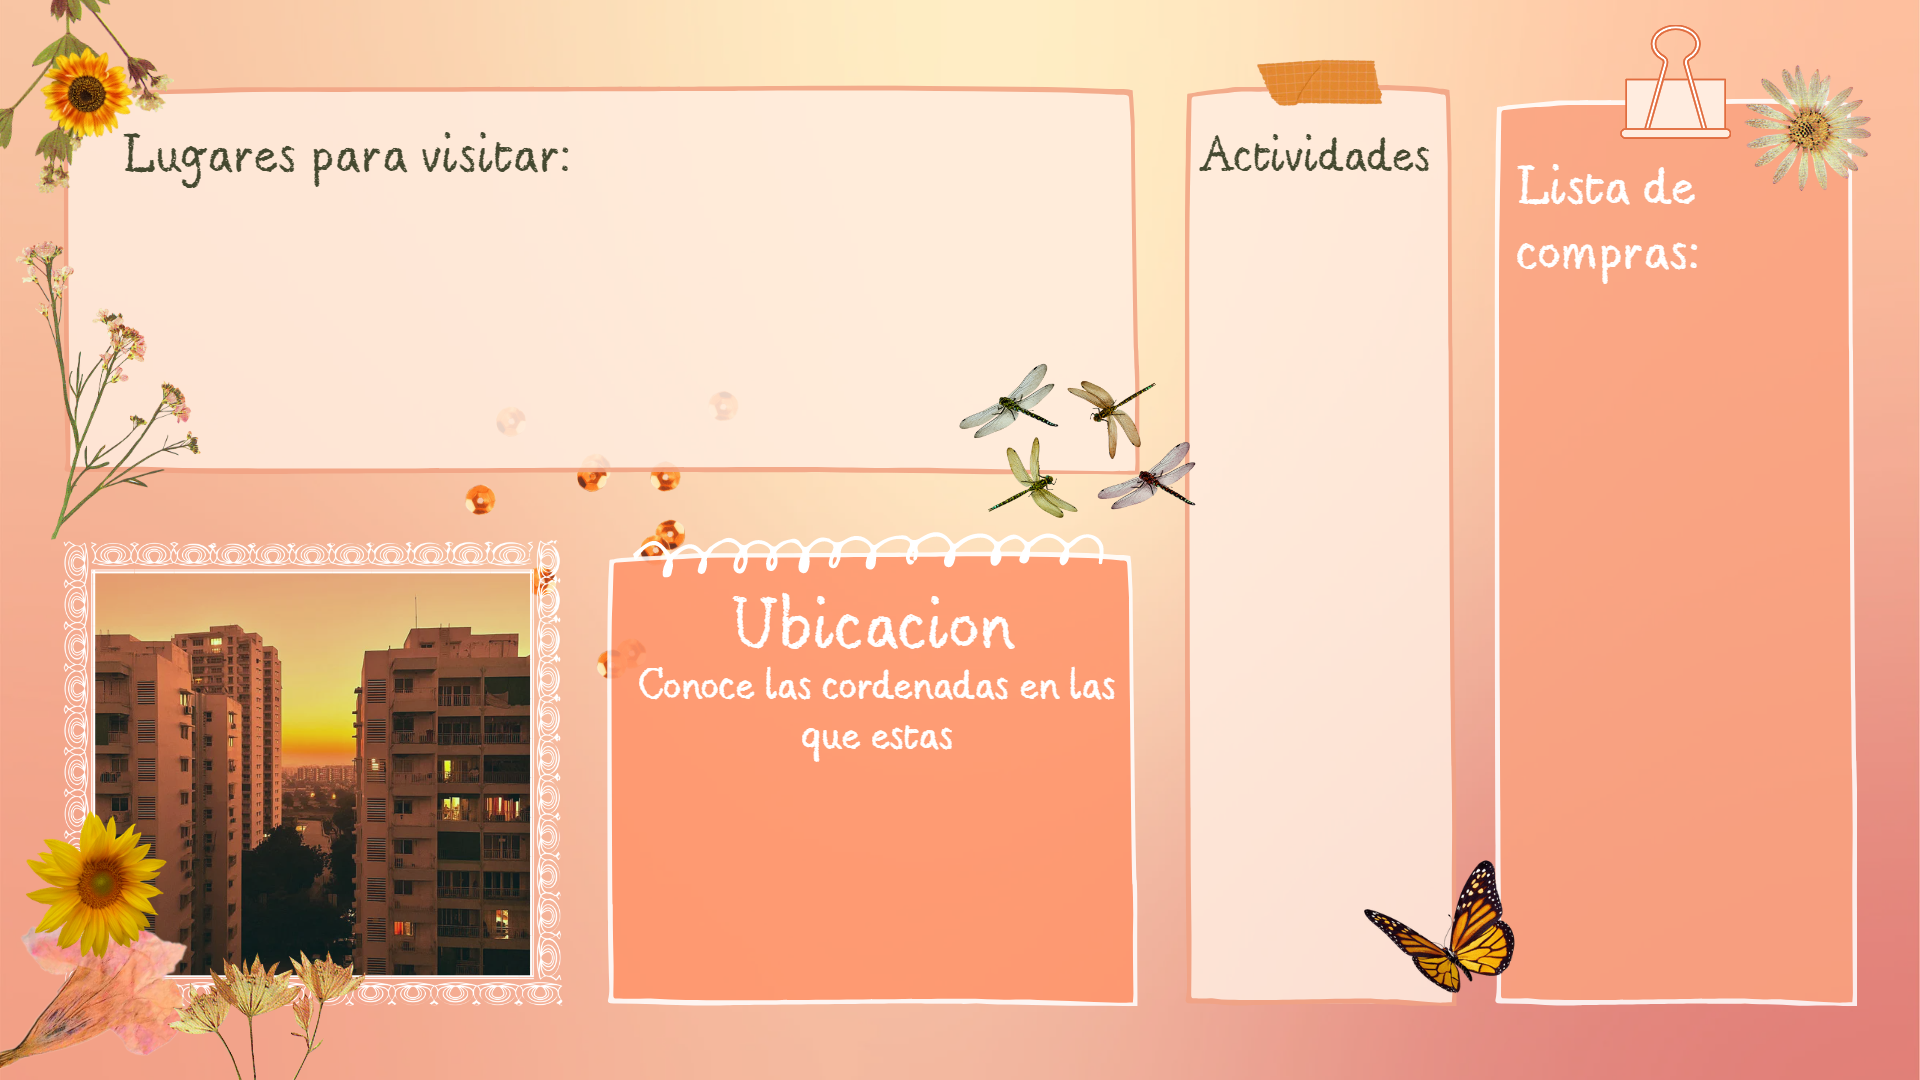 Lugares para visitar:
Actividades
Lista de
compras:
Ubicacion
Conoce las cordenadas en las
que estas